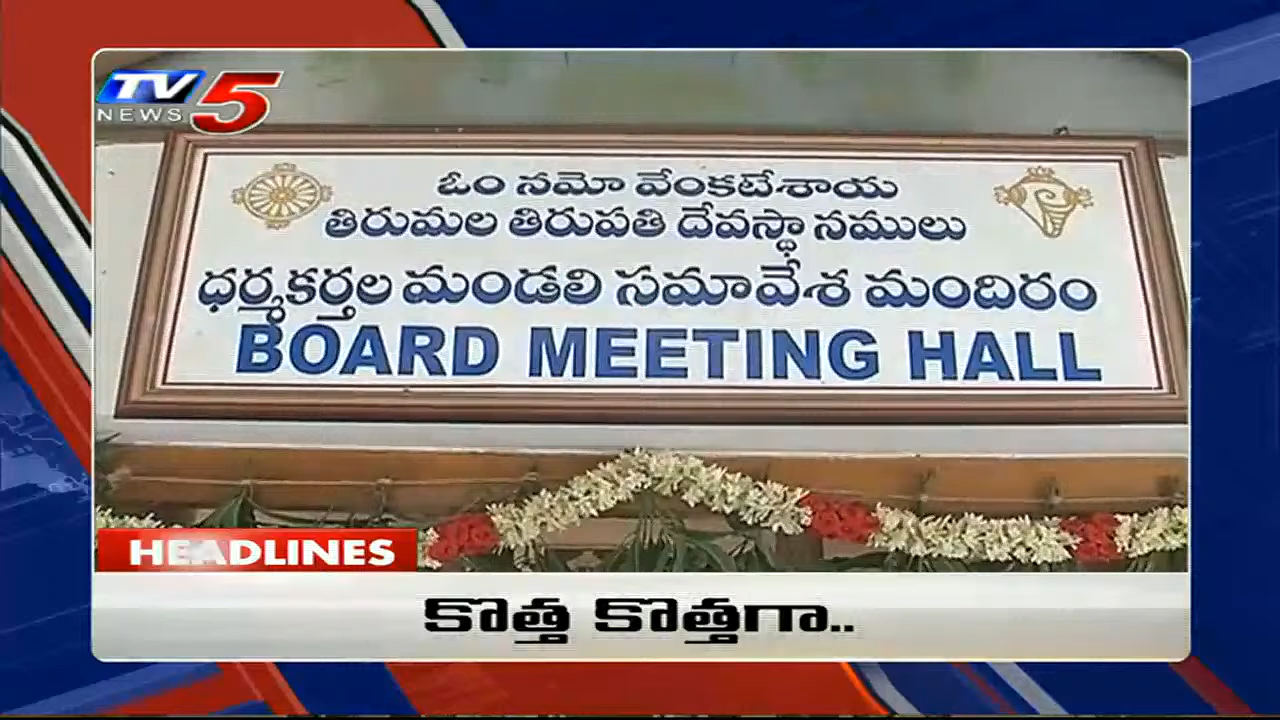 TV5
NEWS
ఓం నమో వేంకటేశాయ
తిరుమల తిరుపతి దేవస్థానములు
ధర్మకర్తల మండలి సమావేశ మందిరం
BOARD MEETING HALL
HEADLINES
కొత్త కొత్తగా..